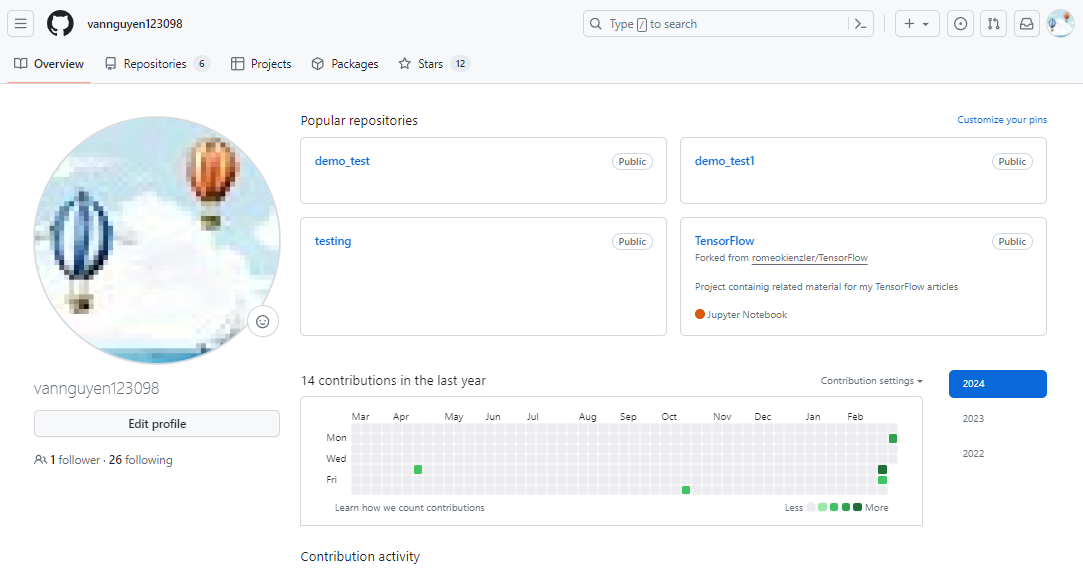 vannguyen123098
Type / to search
Overview
Repositories 6
Projects
Packages
Stars 12
Popular repositories
Customize your pins
demo_test
Public
demo_test1
Public
testing
Public
TensorFlow
Public
Forked from romeokienzler/TensorFlow
Project containig related material for my TensorFlow articles
Jupyter Notebook
vannguyen123098
Edit profile
1 follower · 26 following
14 contributions in the last year
Contribution settings
2024
2023
2022
Mar Apr May Jun Jul Aug Sep Oct Nov Dec Jan Feb
Mon
Wed
Fri
Learn how we count contributions
Less
More
Contribution activity